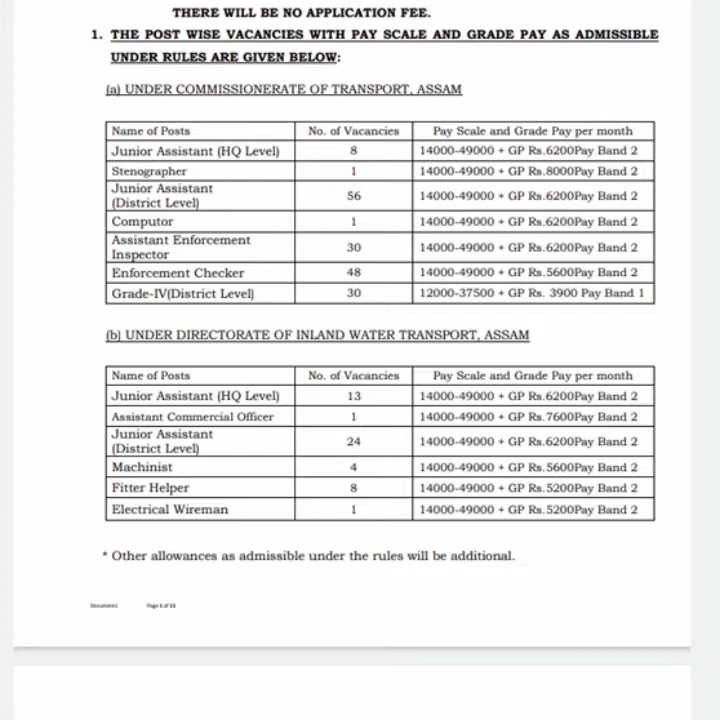 THERE WILL BE NO APPLICATION FEE.
1. THE POST WISE VACANCIES WITH PAY SCALE AND GRADE PAY AS ADMISSIBLE
UNDER RULES ARE GIVEN BELOW:
(a) UNDER COMMISSIONERATE OF TRANSPORT, ASSAM
Name of Posts No. of Vacancies Pay Scale and Grade Pay per month
Junior Assistant (HQ Level) 8 14000-49000 + GP Rs.6200Pay Band 2
Stenographer 1 14000-49000 + GP Rs.8000Pay Band 2
Junior Assistant
(District Level) 56 14000-49000 + GP Rs.6200Pay Band 2
Computor 1 14000-49000 + GP Rs.6200Pay Band 2
Assistant Enforcement
Inspector 30 14000-49000 + GP Rs.6200Pay Band 2
Enforcement Checker 48 14000-49000 + GP Rs.5600Pay Band 2
Grade-IV(District Level) 30 12000-37500 + GP Rs. 3900 Pay Band 1
(b) UNDER DIRECTORATE OF INLAND WATER TRANSPORT, ASSAM
Name of Posts No. of Vacancies Pay Scale and Grade Pay per month
Junior Assistant (HQ Level) 13 14000-49000 + GP Rs.6200Pay Band 2
Assistant Commercial Officer 1 14000-49000 + GP Rs.7600Pay Band 2
Junior Assistant
(District Level) 24 14000-49000 + GP Rs.6200Pay Band 2
Machinist 4 14000-49000 + GP Rs.5600Pay Band 2
Fitter Helper 8 14000-49000 + GP Rs.5200Pay Band 2
Electrical Wireman 1 14000-49000 + GP Rs.5200Pay Band 2
* Other allowances as admissible under the rules will be additional.